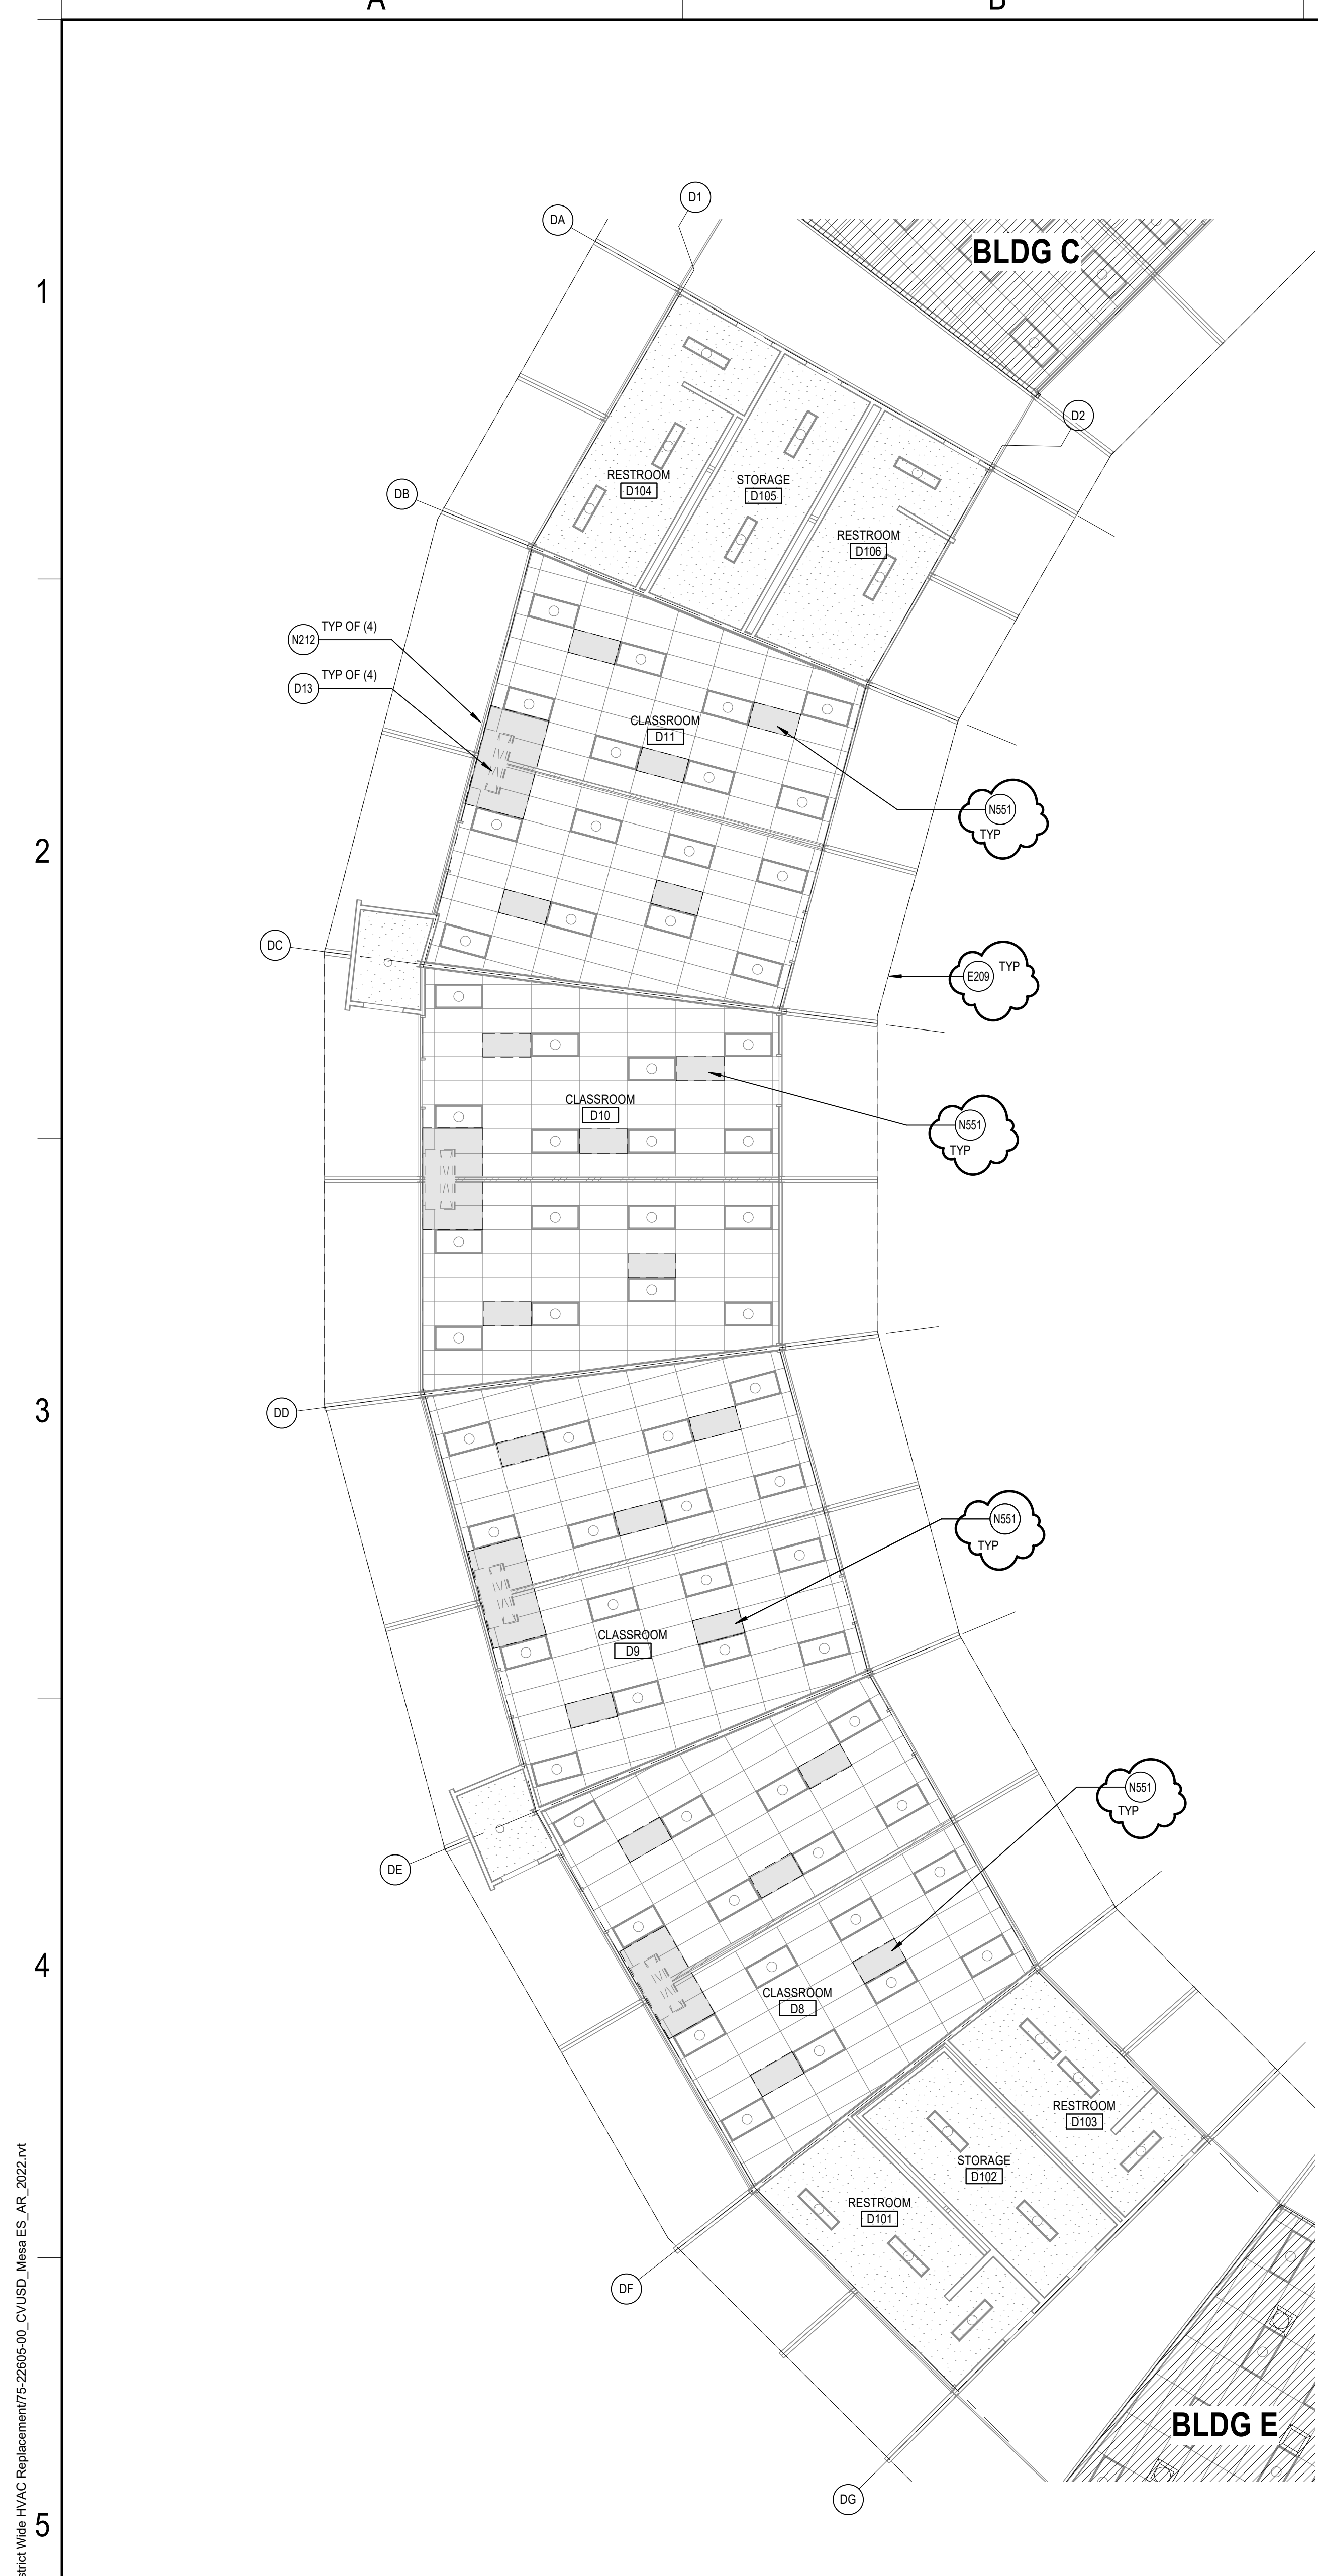 A
B
1
D1
DA
BLDG C
D2
RESTROOM
D104
STORAGE
D105
DB
RESTROOM
D106
TYP OF (4)
N212
TYP OF (4)
D13
CLASSROOM
D11
N551
TYP
2
DC
E209
TYP
CLASSROOM
D10
N551
TYP
3
DD
N551
TYP
CLASSROOM
D9
N551
TYP
DE
4
CLASSROOM
D8
RESTROOM
D103
STORAGE
D102
RESTROOM
D101
DF
BLDG E
DG
5
strict Wide HVAC Replacement/75-22605-00_CVUSD_Mesa ES_AR_2022.rvt